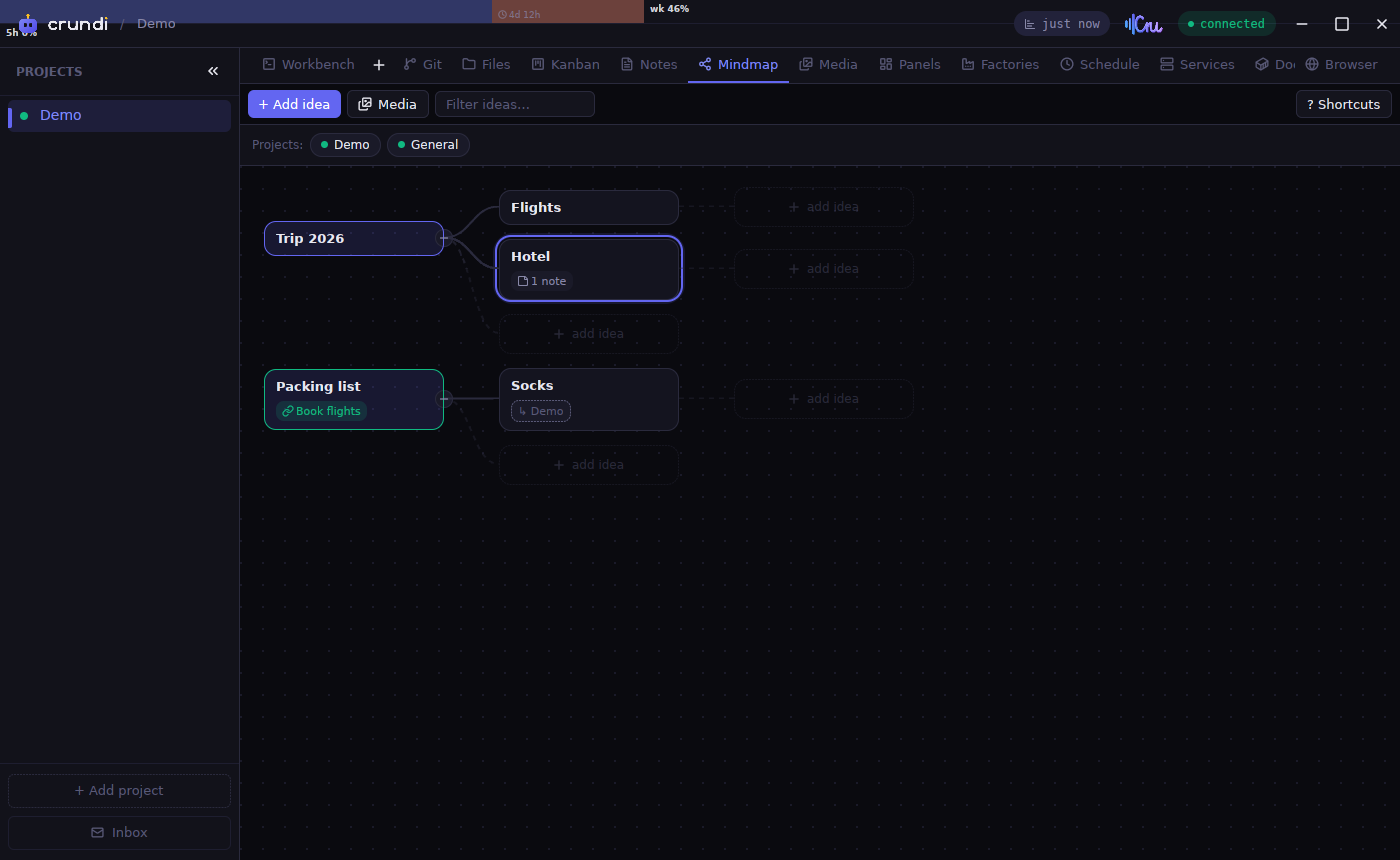 4d 12h
wk 46%
crundi / Demo
just now
Cru
connected
PROJECTS
Workbench
Git
Files
Kanban
Notes
Mindmap
Media
Panels
Factories
Schedule
Services
Browser
Demo
+ Add idea
Media
Filter ideas...
? Shortcuts
Projects:
Demo
General
Trip 2026
Flights
+ add idea
Hotel
1 note
+ add idea
+ add idea
Packing list
Book flights
Socks
↳ Demo
+ add idea
+ add idea
+ Add project
Inbox